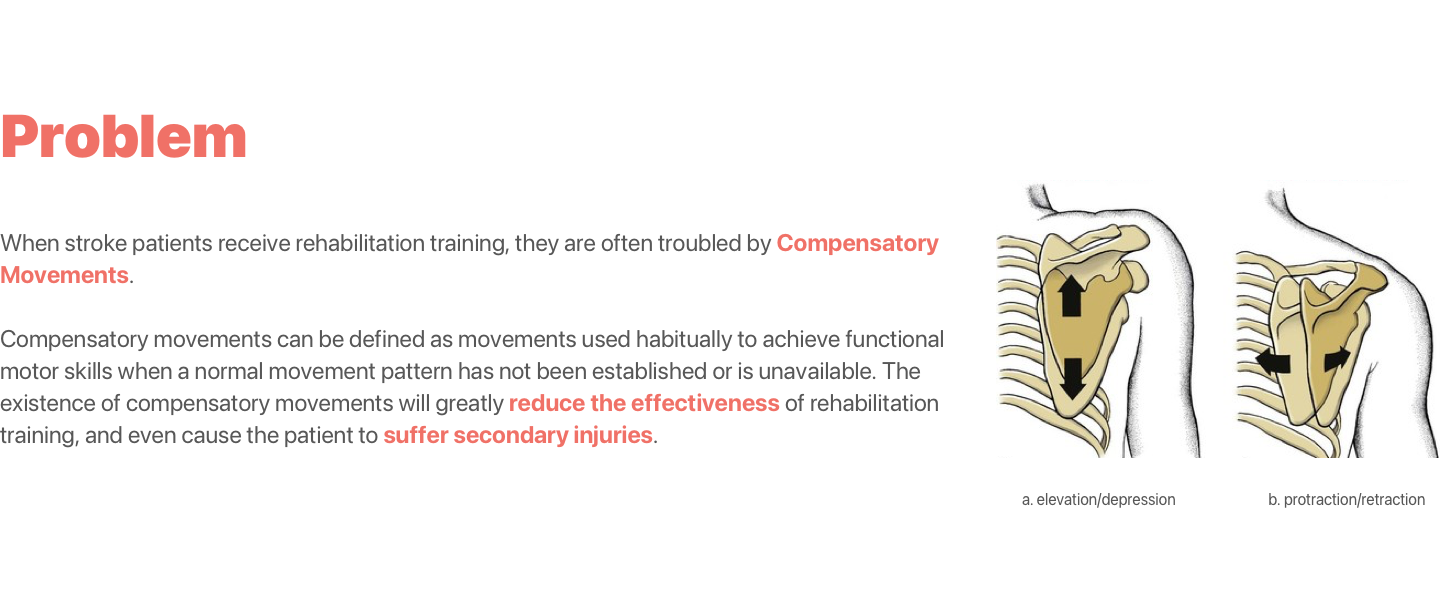 Problem
When stroke patients receive rehabilitation training, they are often troubled by Compensatory
Movements.
Compensatory movements can be defined as movements used habitually to achieve functional
motor skills when a normal movement pattern has not been established or is unavailable. The
existence of compensatory movements will greatly reduce the effectiveness of rehabilitation
training, and even cause the patient to suffer secondary injuries.
a. elevation/depression
b. protraction/retraction